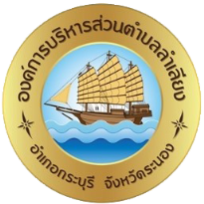 องค์การบริหารส่วนตำบลลำเลียง
อำเภอกระบุรี จังหวัดระนอง